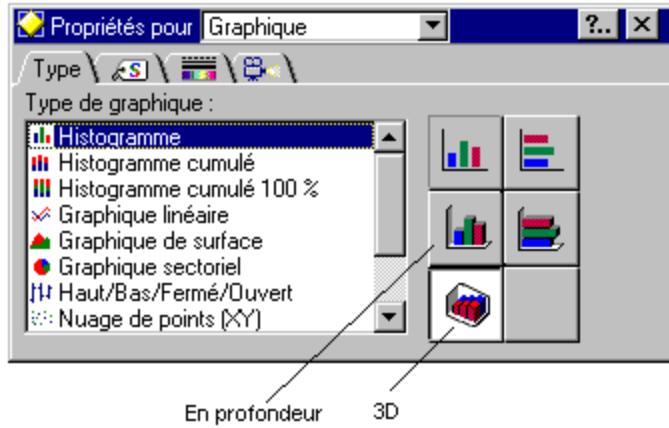 Propriétés pour Graphique ?..
Type S
Type de graphique :
Histogramme
Histogramme cumulé
Histogramme cumulé 100 %
Graphique linéaire
Graphique de surface
Graphique sectoriel
Haut/Bas/Fermé/Ouvert
Nuage de points (XY)
En profondeur 3D